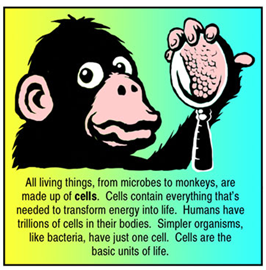 All living things, from microbes to monkeys, are
made up of cells.  Cells contain everything that's
needed to transform energy into life.  Humans have
trillions of cells in their bodies.  Simpler organisms,
like bacteria, have just one cell.  Cells are the
basic units of life.